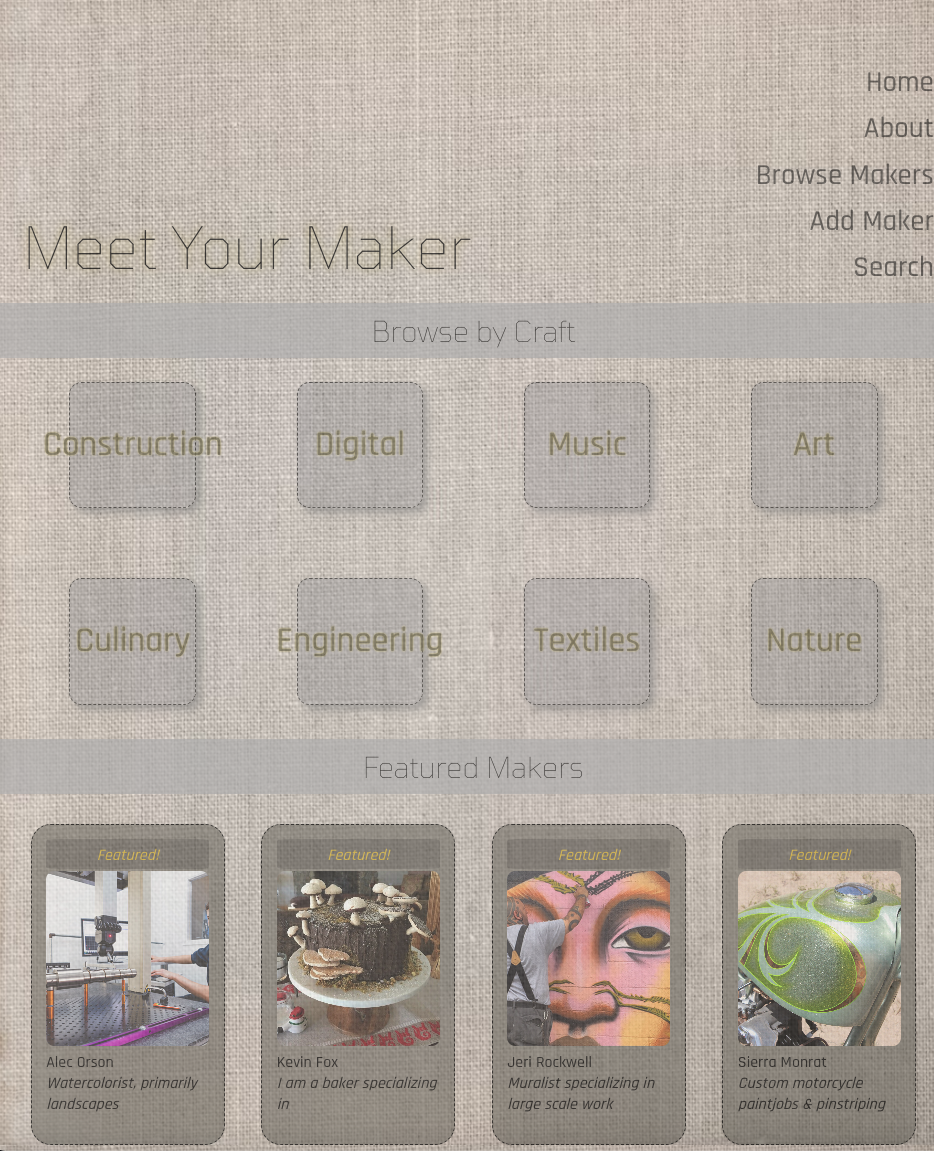 Home
About
Browse Makers
Add Maker
Search
Meet Your Maker
Browse by Craft
Construction
Digital
Music
Art
Culinary
Engineering
Textiles
Nature
Featured Makers
Featured!
Alec Orson
Watercolorist, primarily
landscapes
Featured!
Kevin Fox
I am a baker specializing
in
Featured!
Jeri Rockwell
Muralist specializing in
large scale work
Featured!
Sierra Monrat
Custom motorcycle
paintjobs & pinstriping